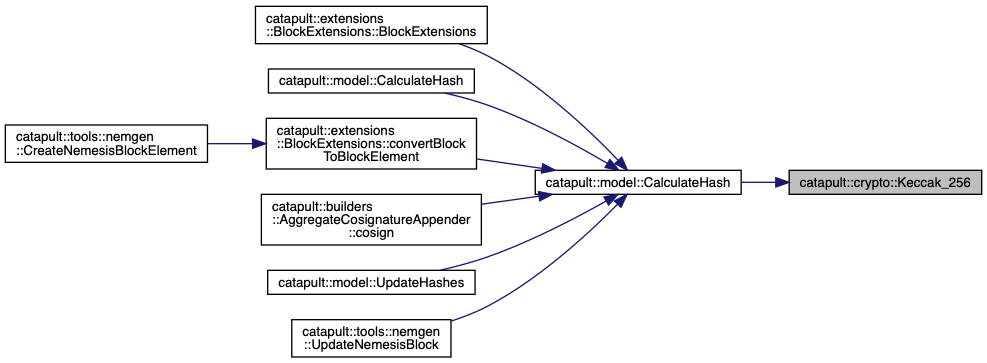 catapult::extensions
::BlockExtensions::BlockExtensions
catapult::model::CalculateHash
catapult::tools::nemgen
::CreateNemesisBlockElement
catapult::extensions
::BlockExtensions::convertBlock
ToBlockElement
catapult::model::CalculateHash
catapult::crypto::Keccak_256
catapult::builders
::AggregateCosignatureAppender
::cosign
catapult::model::UpdateHashes
catapult::tools::nemgen
::UpdateNemesisBlock